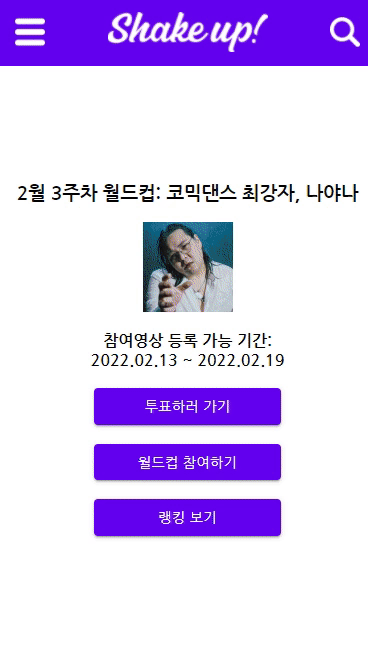 Shake up!
2월 3주차 월드컵: 코믹댄스 최강자, 나야나
참여영상 등록 가능 기간:
2022.02.13 ~ 2022.02.19
투표하러 가기
월드컵 참여하기
랭킹 보기